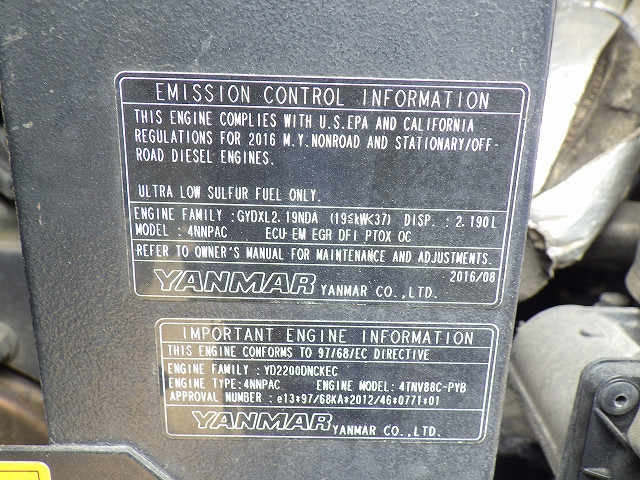 EMISSION CONTROL INFORMATION
THIS ENGINE COMPLIES WITH U.S.EPA AND CALIFORNIA
REGULATIONS FOR 2016 M.Y.NONROAD AND STATIONARY/OFF-
ROAD DIESEL ENGINES.
ULTRA LOW SULFUR FUEL ONLY.
ENGINE FAMILY : GYDXL2.19NDA (19≦kW<37) DISP. : 2.190L
MODEL : 4NNPAC ECU EM EGR DFI PTOX OC
REFER TO OWNER'S MANUAL FOR MAINTENANCE AND ADJUSTMENTS.
2016/08
YANMAR YANMAR CO.,LTD.
IMPORTANT ENGINE INFORMATION
THIS ENGINE CONFORMS TO 97/68/EC DIRECTIVE
ENGINE FAMILY : YD2200DNCKEC
ENGINE TYPE:4NNPAC ENGINE MODEL: 4TNV88C-PYB
APPROVAL NUMBER : e13*97/68KA*2012/46*0771*01
YANMAR YANMAR CO.,LTD.